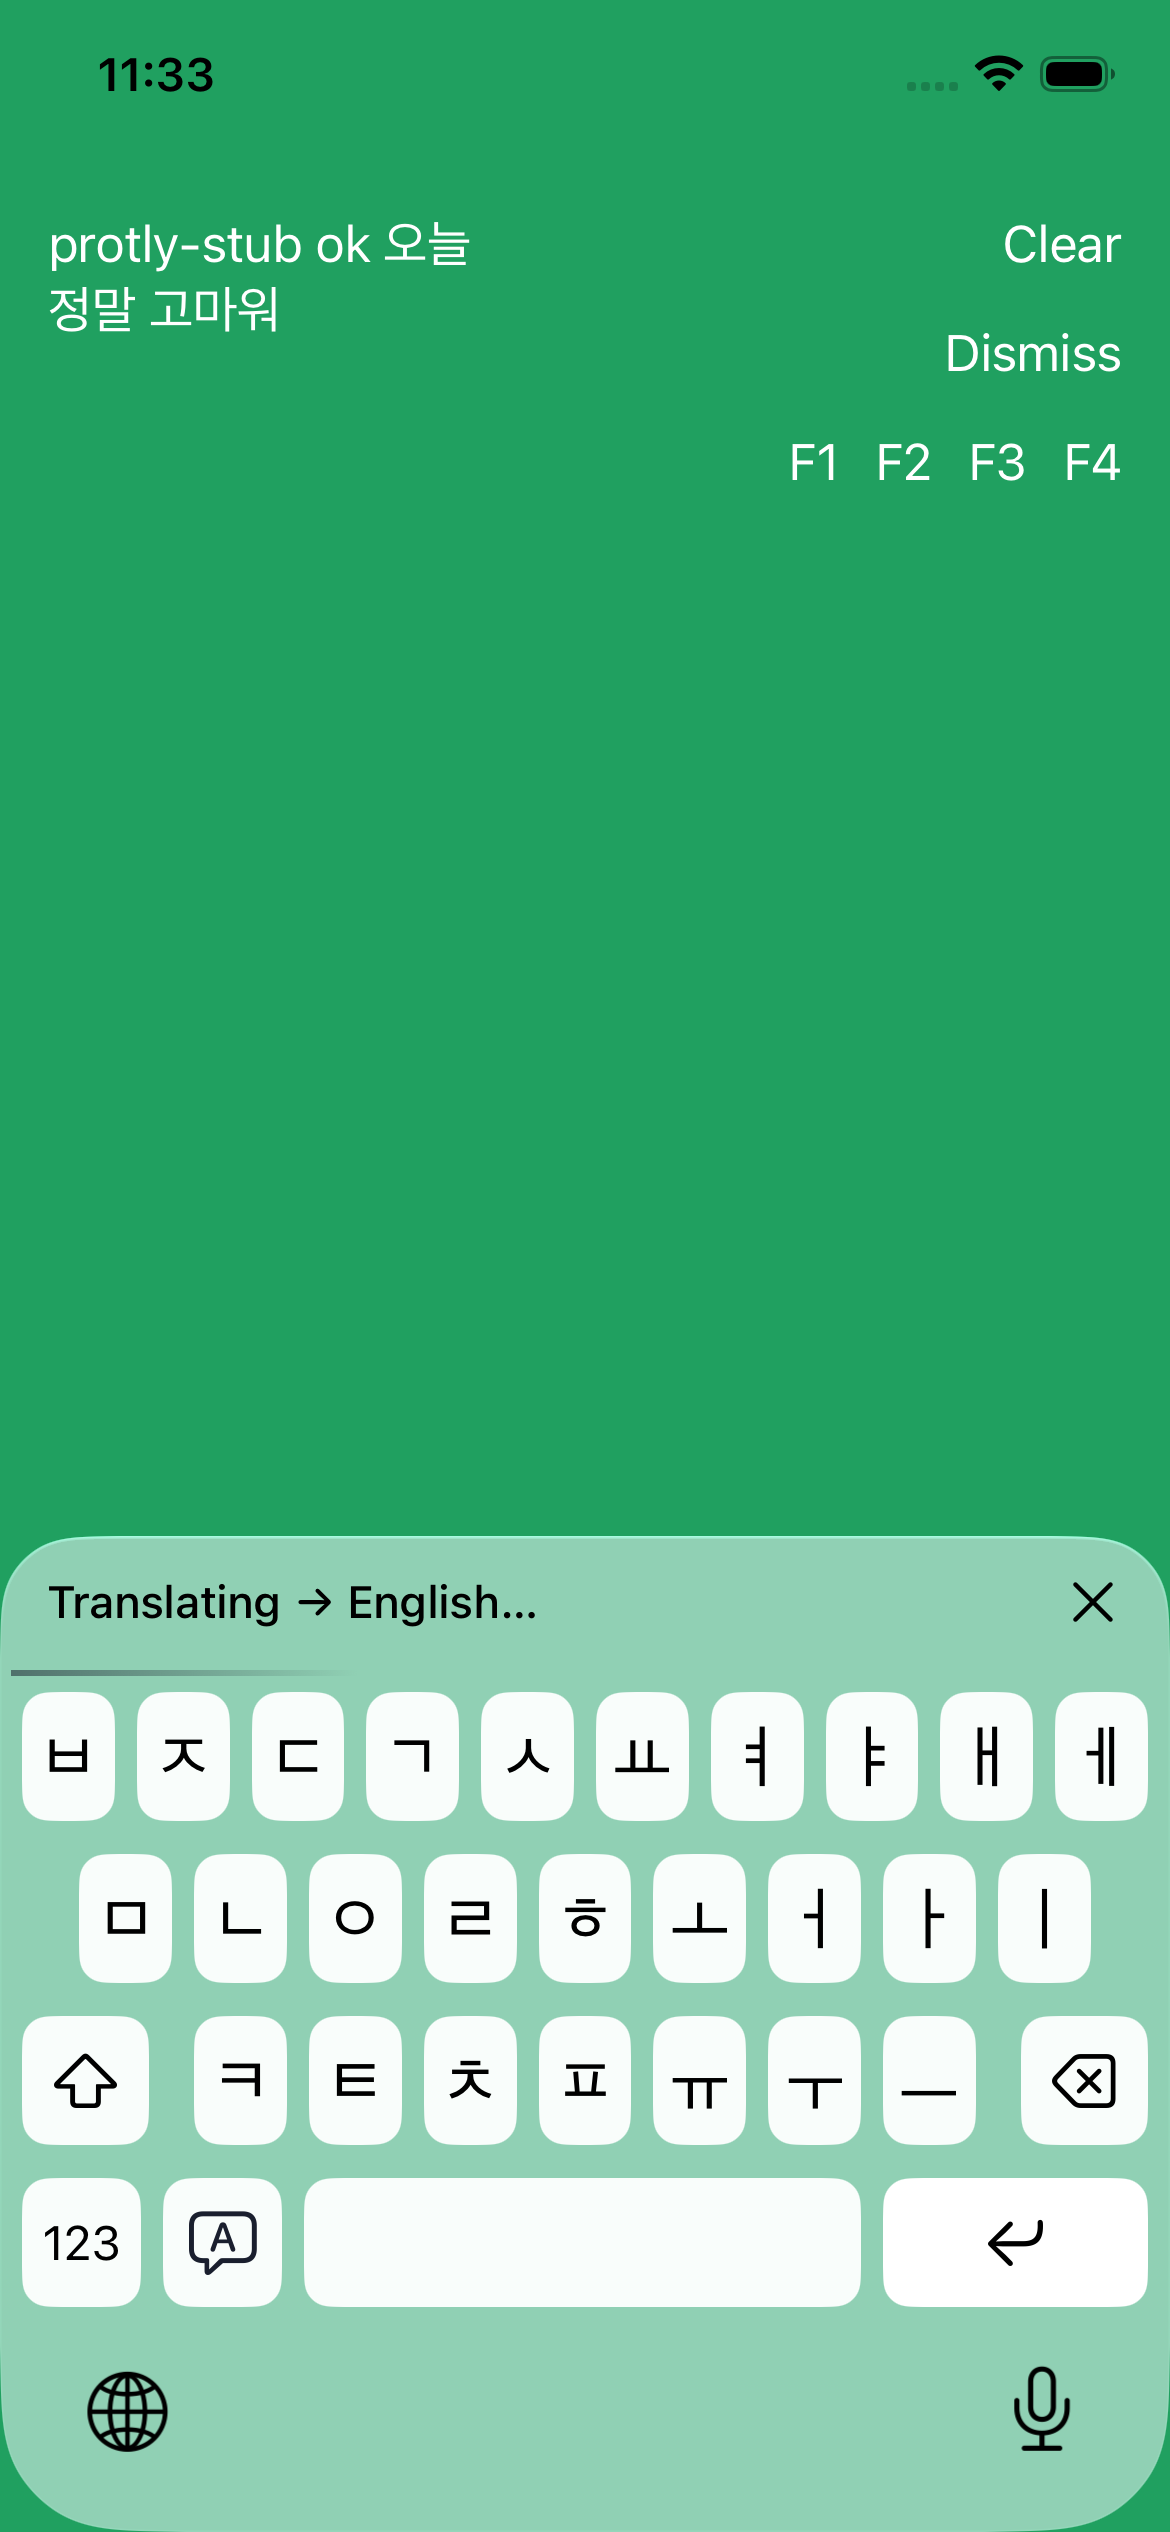 11:33
protly-stub ok 오늘
정말 고마워
Clear
Dismiss
F1 F2 F3 F4
Translating → English...
ㅂ ㅈ ㄷ ㄱ ㅅ ㅛ ㅕ ㅑ ㅐ ㅔ
ㅁ ㄴ ㅇ ㄹ ㅎ ㅗ ㅓ ㅏ ㅣ
ㅋ ㅌ ㅊ ㅍ ㅠ ㅜ ㅡ
123 A